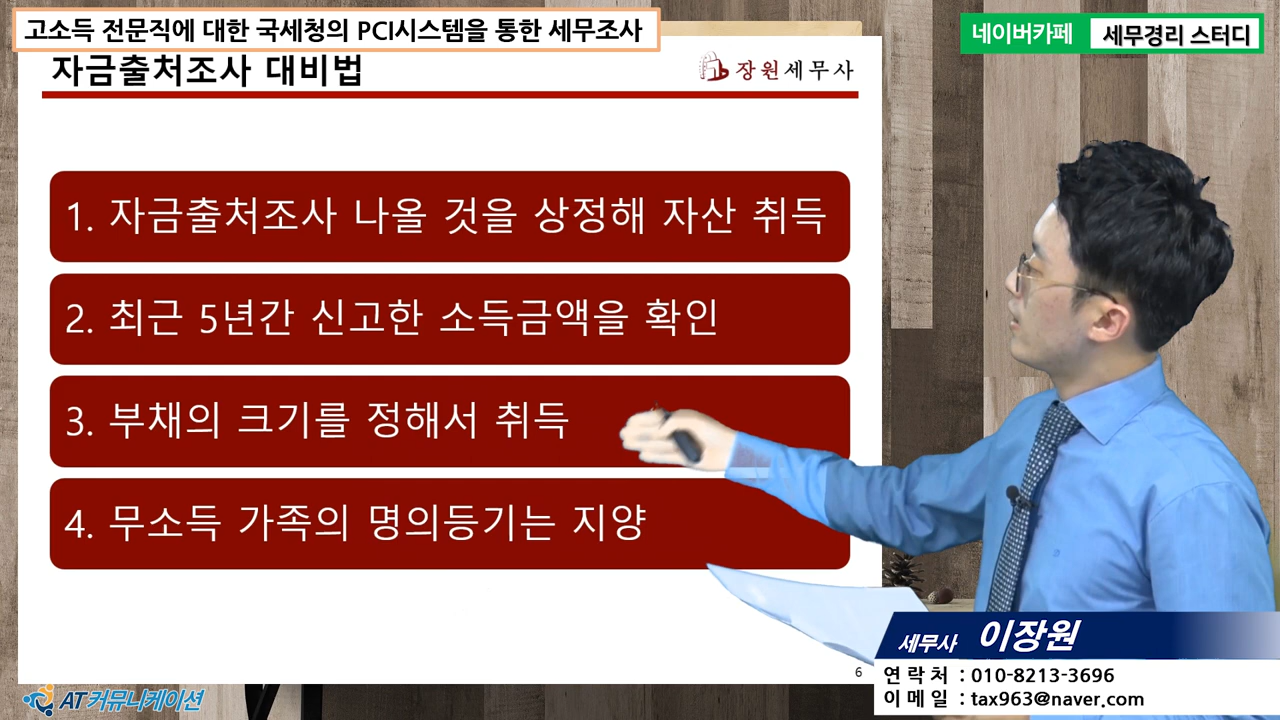 고소득 전문직에 대한 국세청의 PCI시스템을 통한 세무조사
네이버카페 세무경리 스터디
자금출처조사 대비법
장원세무사
1. 자금출처조사 나올 것을 상정해 자산 취득
2. 최근 5년간 신고한 소득금액을 확인
3. 부채의 크기를 정해서 취득
4. 무소득 가족의 명의등기는 지양
세무사 이장원
6
연 락 처 : 010-8213-3696
이 메 일 : tax963@naver.com
AT커뮤니케이션